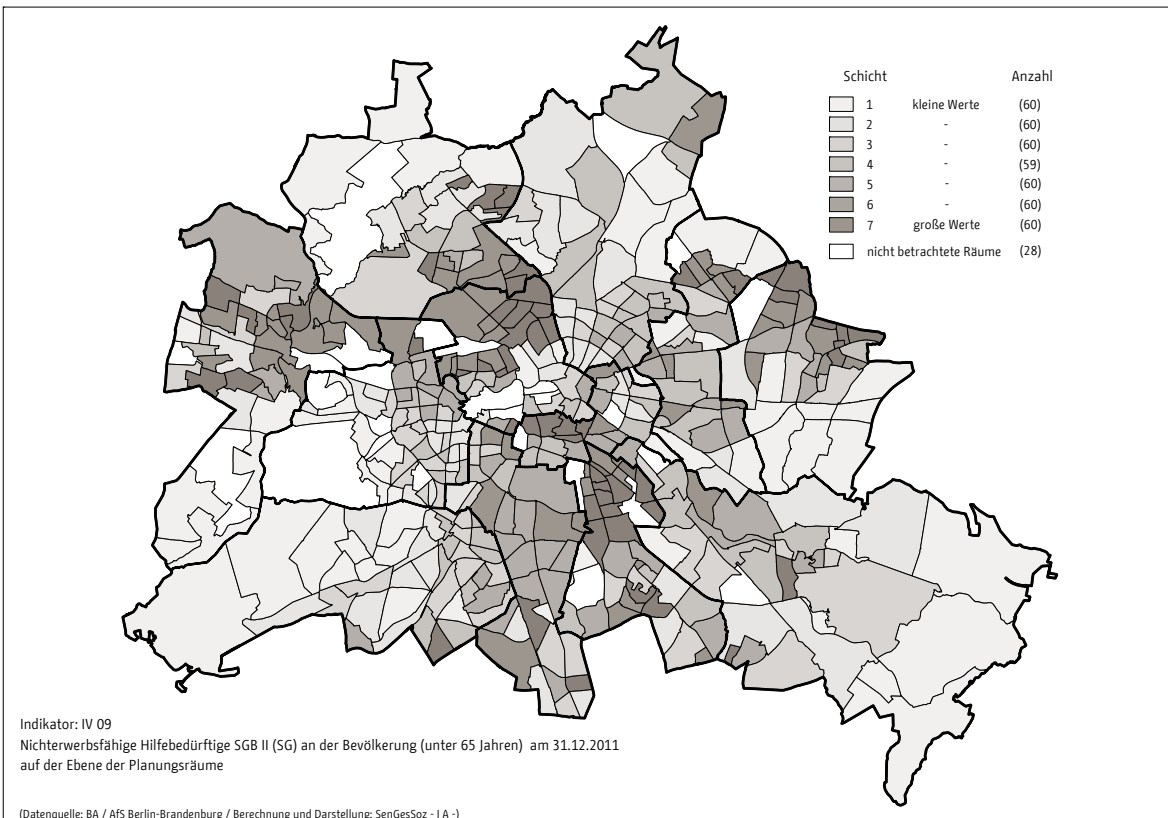 Schicht Anzahl
1 kleine Werte (60)
2 - (60)
3 - (60)
4 - (59)
5 - (60)
6 - (60)
7 große Werte (60)
nicht betrachtete Räume (28)
Indikator: IV 09
Nichterwerbsfähige Hilfebedürftige SGB II (SG) an der Bevölkerung (unter 65 Jahren) am 31.12.2011
auf der Ebene der Planungsräume
(Datenquelle: BA / AfS Berlin-Brandenburg / Berechnung und Darstellung: SenGesSoz - I A -)